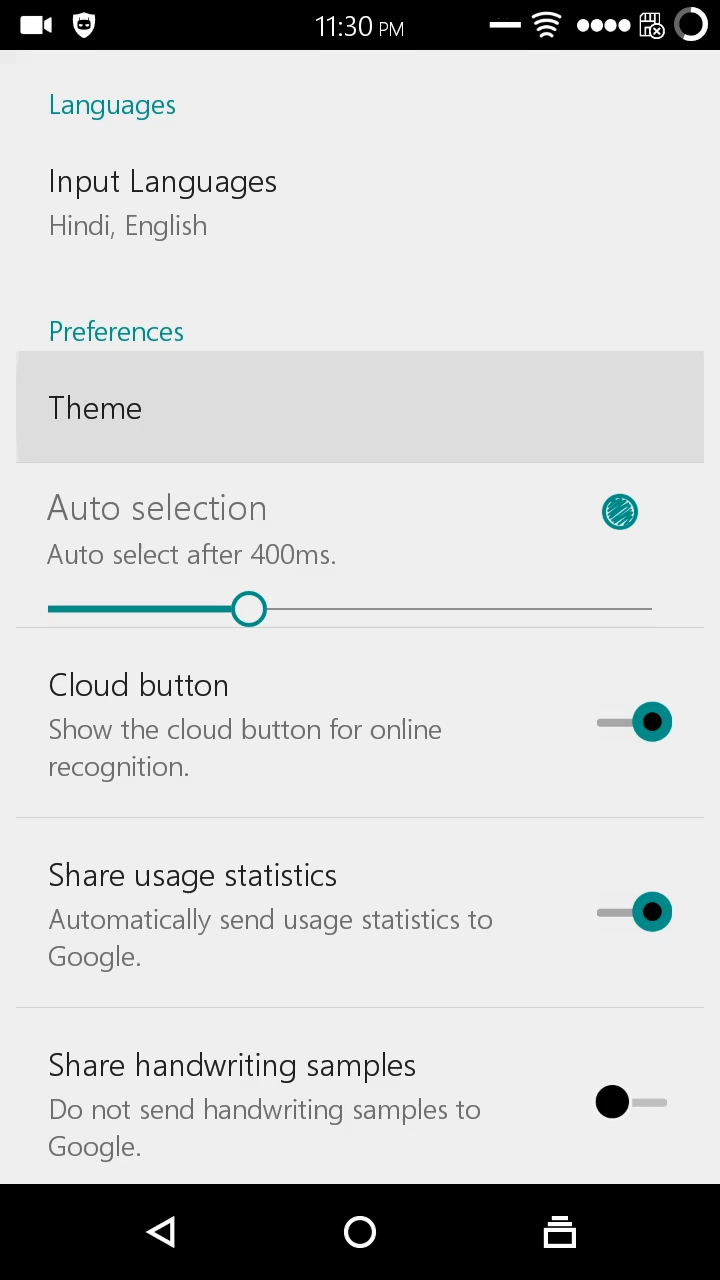 11:30 PM
Languages
Input Languages
Hindi, English
Preferences
Theme
Auto selection
Auto select after 400ms.
Cloud button
Show the cloud button for online
recognition.
Share usage statistics
Automatically send usage statistics to
Google.
Share handwriting samples
Do not send handwriting samples to
Google.